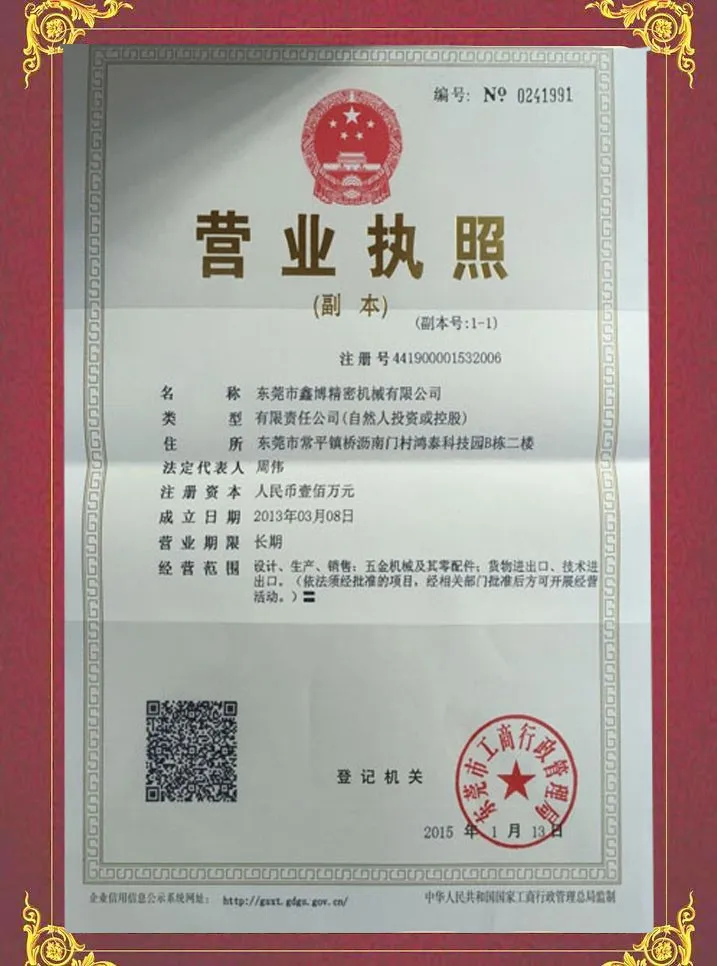 编号: № 0241991
营业执照
(副 本)
(副本号:1-1)
注册号 441900001532006
名 称 东莞市鑫博精密机械有限公司
类 型 有限责任公司(自然人投资或控股)
住 所 东莞市常平镇桥沥南门村鸿泰科技园B栋二楼
法定代表人 周伟
注册资本 人民币壹佰万元
成立日期 2013年03月08日
营业期限 长期
经营范围 设计、生产、销售: 五金机械及其零配件; 货物进出口、技术进
出口。(依法须经批准的项目, 经相关部门批准后方可开展经营
活动。)
东莞市工商行政管理局
登记机关
2015 年 1 月 13 日
企业信用信息公示系统网址: http://gsxt.gdgs.gov.cn/
中华人民共和国国家工商行政管理总局监制